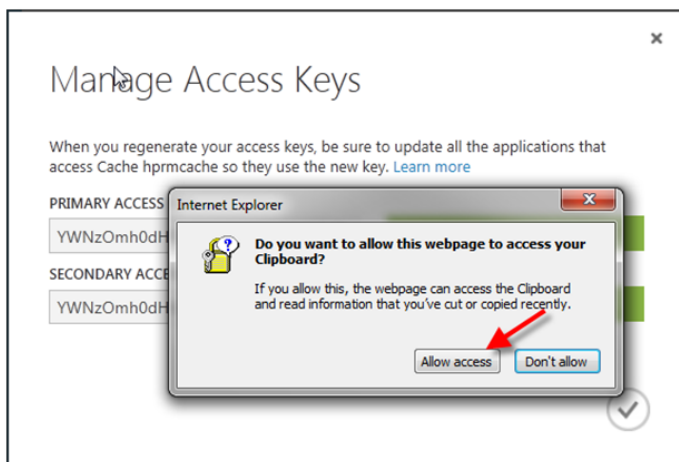 Manage Access Keys
When you regenerate your access keys, be sure to update all the applications that
access Cache hprmcache so they use the new key. Learn more
PRIMARY ACCESS
YWNzOmh0dH
SECONDARY ACCE
YWNzOmh0dH
Internet Explorer
Do you want to allow this webpage to access your
Clipboard?
If you allow this, the webpage can access the Clipboard
and read information that you've cut or copied recently.
Allow access
Don't allow